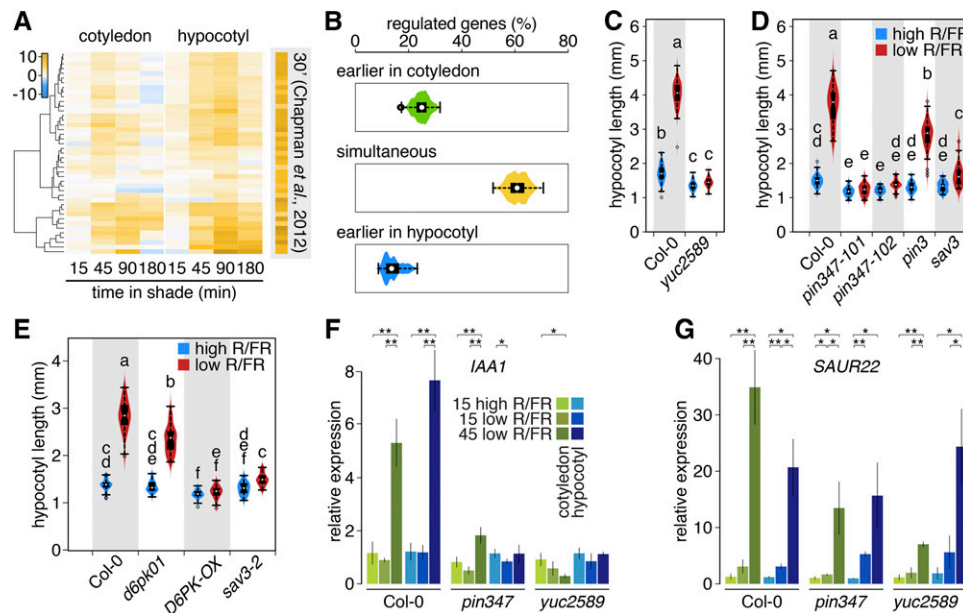 A
cotyledon hypocotyl
10
0
-10
30' (Chapman et al., 2012)
15 45 90 180 15 45 90 180
time in shade (min)
B
regulated genes (%)
0 20 40 60 80
earlier in cotyledon
simultaneous
earlier in hypocotyl
C
hypocotyl length (mm)
6
5
4
3
2
1
0
a
b
c c
Col-0
yuc2589
D
high R/FR
low R/FR
hypocotyl length (mm)
6
5
4
3
2
1
0
a
c
d
e e
d
e
d
e
d
e
b
d
e
c
Col-0
pin347-101
pin347-102
pin3
sav3
E
high R/FR
low R/FR
hypocotyl length (mm)
4
3
2
1
0
a
c
d
c
d
e
b
f
e
f
d
e
f
c
Col-0
d6pk01
D6PK-OX
sav3-2
F
** ** ** *
** ** ** *
IAA1
15 high R/FR
15 low R/FR
45 low R/FR
cotyledon
hypocotyl
relative expression
8
6
4
2
0
Col-0 pin347 yuc2589
G
SAUR22
relative expression
40
30
20
10
0
Col-0 pin347 yuc2589